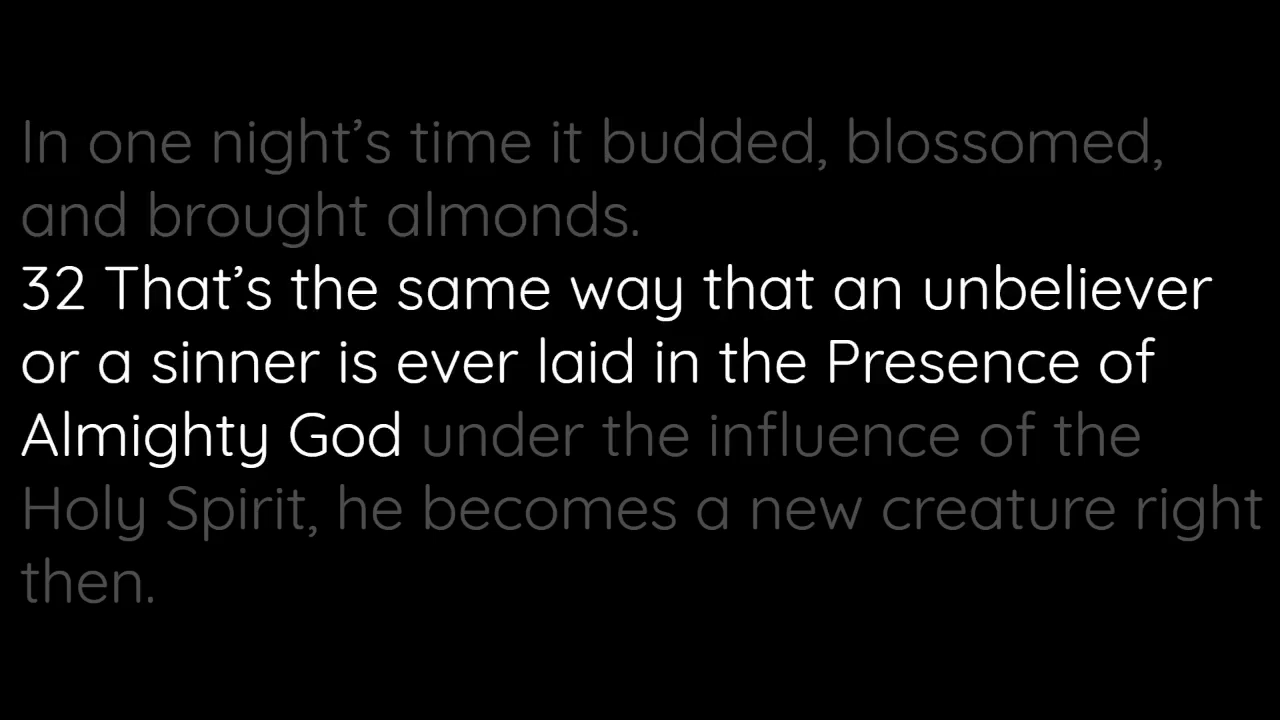 In one night’s time it budded, blossomed,
and brought almonds.
32 That’s the same way that an unbeliever
or a sinner is ever laid in the Presence of
Almighty God under the influence of the
Holy Spirit, he becomes a new creature right
then.